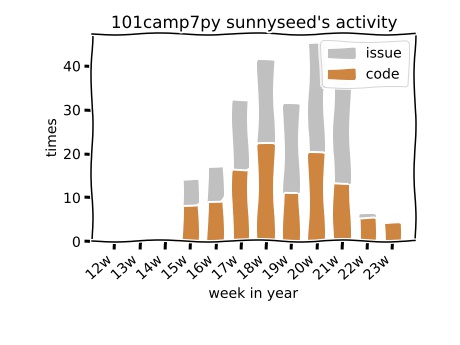 101camp7py sunnyseed's activity
issue
code
times
40
30
20
10
0
12w 13w 14w 15w 16w 17w 18w 19w 20w 21w 22w 23w
week in year